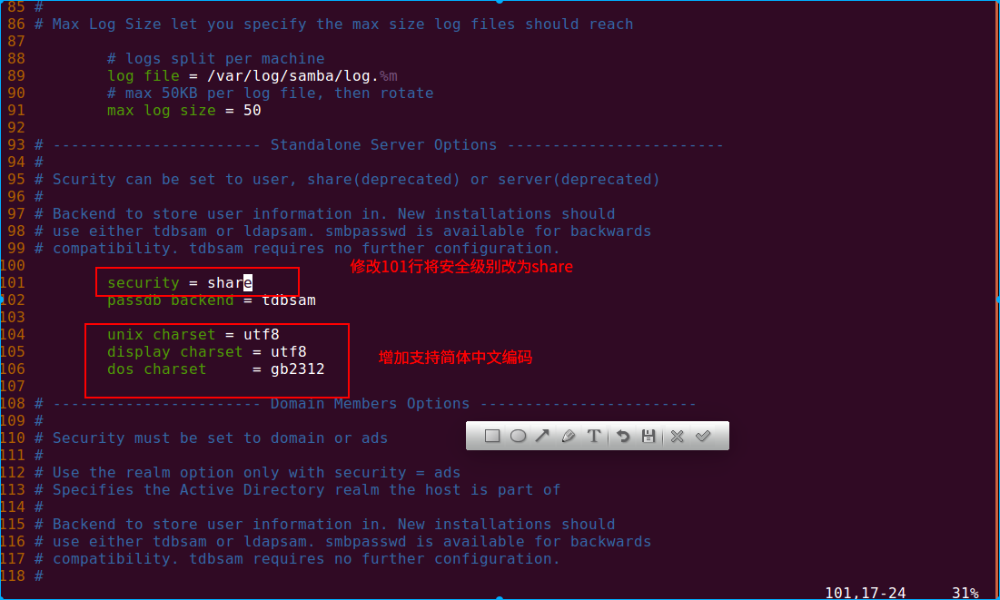 85 #
86 # Max Log Size let you specify the max size log files should reach
87
88 # logs split per machine
89 log file = /var/log/samba/log.%m
90 # max 50KB per log file, then rotate
91 max log size = 50
92
93 # ----------------------- Standalone Server Options ------------------------
94 #
95 # Scurity can be set to user, share(deprecated) or server(deprecated)
96 #
97 # Backend to store user information in. New installations should
98 # use either tdbsam or ldapsam. smbpasswd is available for backwards
99 # compatibility. tdbsam requires no further configuration.
100
修改101行将安全级别改为share
101 security = share
102 passdb backend = tdbsam
103
104 unix charset = utf8
105 display charset = utf8
增加支持简体中文编码
106 dos charset = gb2312
107
108 # ----------------------- Domain Members Options ------------------------
109 #
110 # Security must be set to domain or ads
111 #
112 # Use the realm option only with security = ads
113 # Specifies the Active Directory realm the host is part of
114 #
115 # Backend to store user information in. New installations should
116 # use either tdbsam or ldapsam. smbpasswd is available for backwards
117 # compatibility. tdbsam requires no further configuration.
118 #
101,17-24 31%